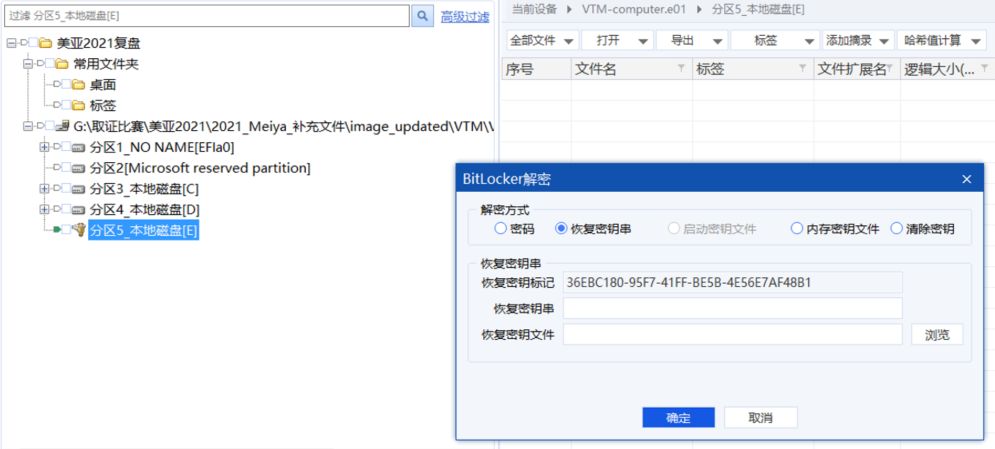 过滤 分区5_本地磁盘[E]
高级过滤
美亚2021复盘
常用文件夹
桌面
标签
G:\取证比赛\美亚2021\2021_Meiya_补充文件\image_updated\VTM\
分区1_NO NAME[EFIa0]
分区2[Microsoft reserved partition]
分区3_本地磁盘[C]
分区4_本地磁盘[D]
分区5_本地磁盘[E]
当前设备 VTM-computer.e01 分区5_本地磁盘[E]
全部文件 打开 导出 标签 添加摘录 哈希值计算
序号 文件名 标签 文件扩展名 逻辑大小(...
BitLocker解密
解密方式
密码 恢复密钥串 启动密钥文件 内存密钥文件 清除密钥
恢复密钥串
恢复密钥标记 36EBC180-95F7-41FF-BE5B-4E56E7AF48B1
恢复密钥串
恢复密钥文件 浏览
确定 取消